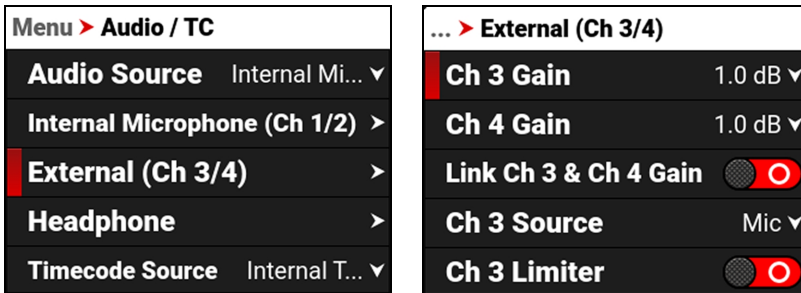 Menu > Audio / TC
Audio Source Internal Mi...
Internal Microphone (Ch 1/2) >
External (Ch 3/4) >
Headphone >
Timecode Source Internal T...
... > External (Ch 3/4)
Ch 3 Gain 1.0 dB
Ch 4 Gain 1.0 dB
Link Ch 3 & Ch 4 Gain
Ch 3 Source Mic
Ch 3 Limiter